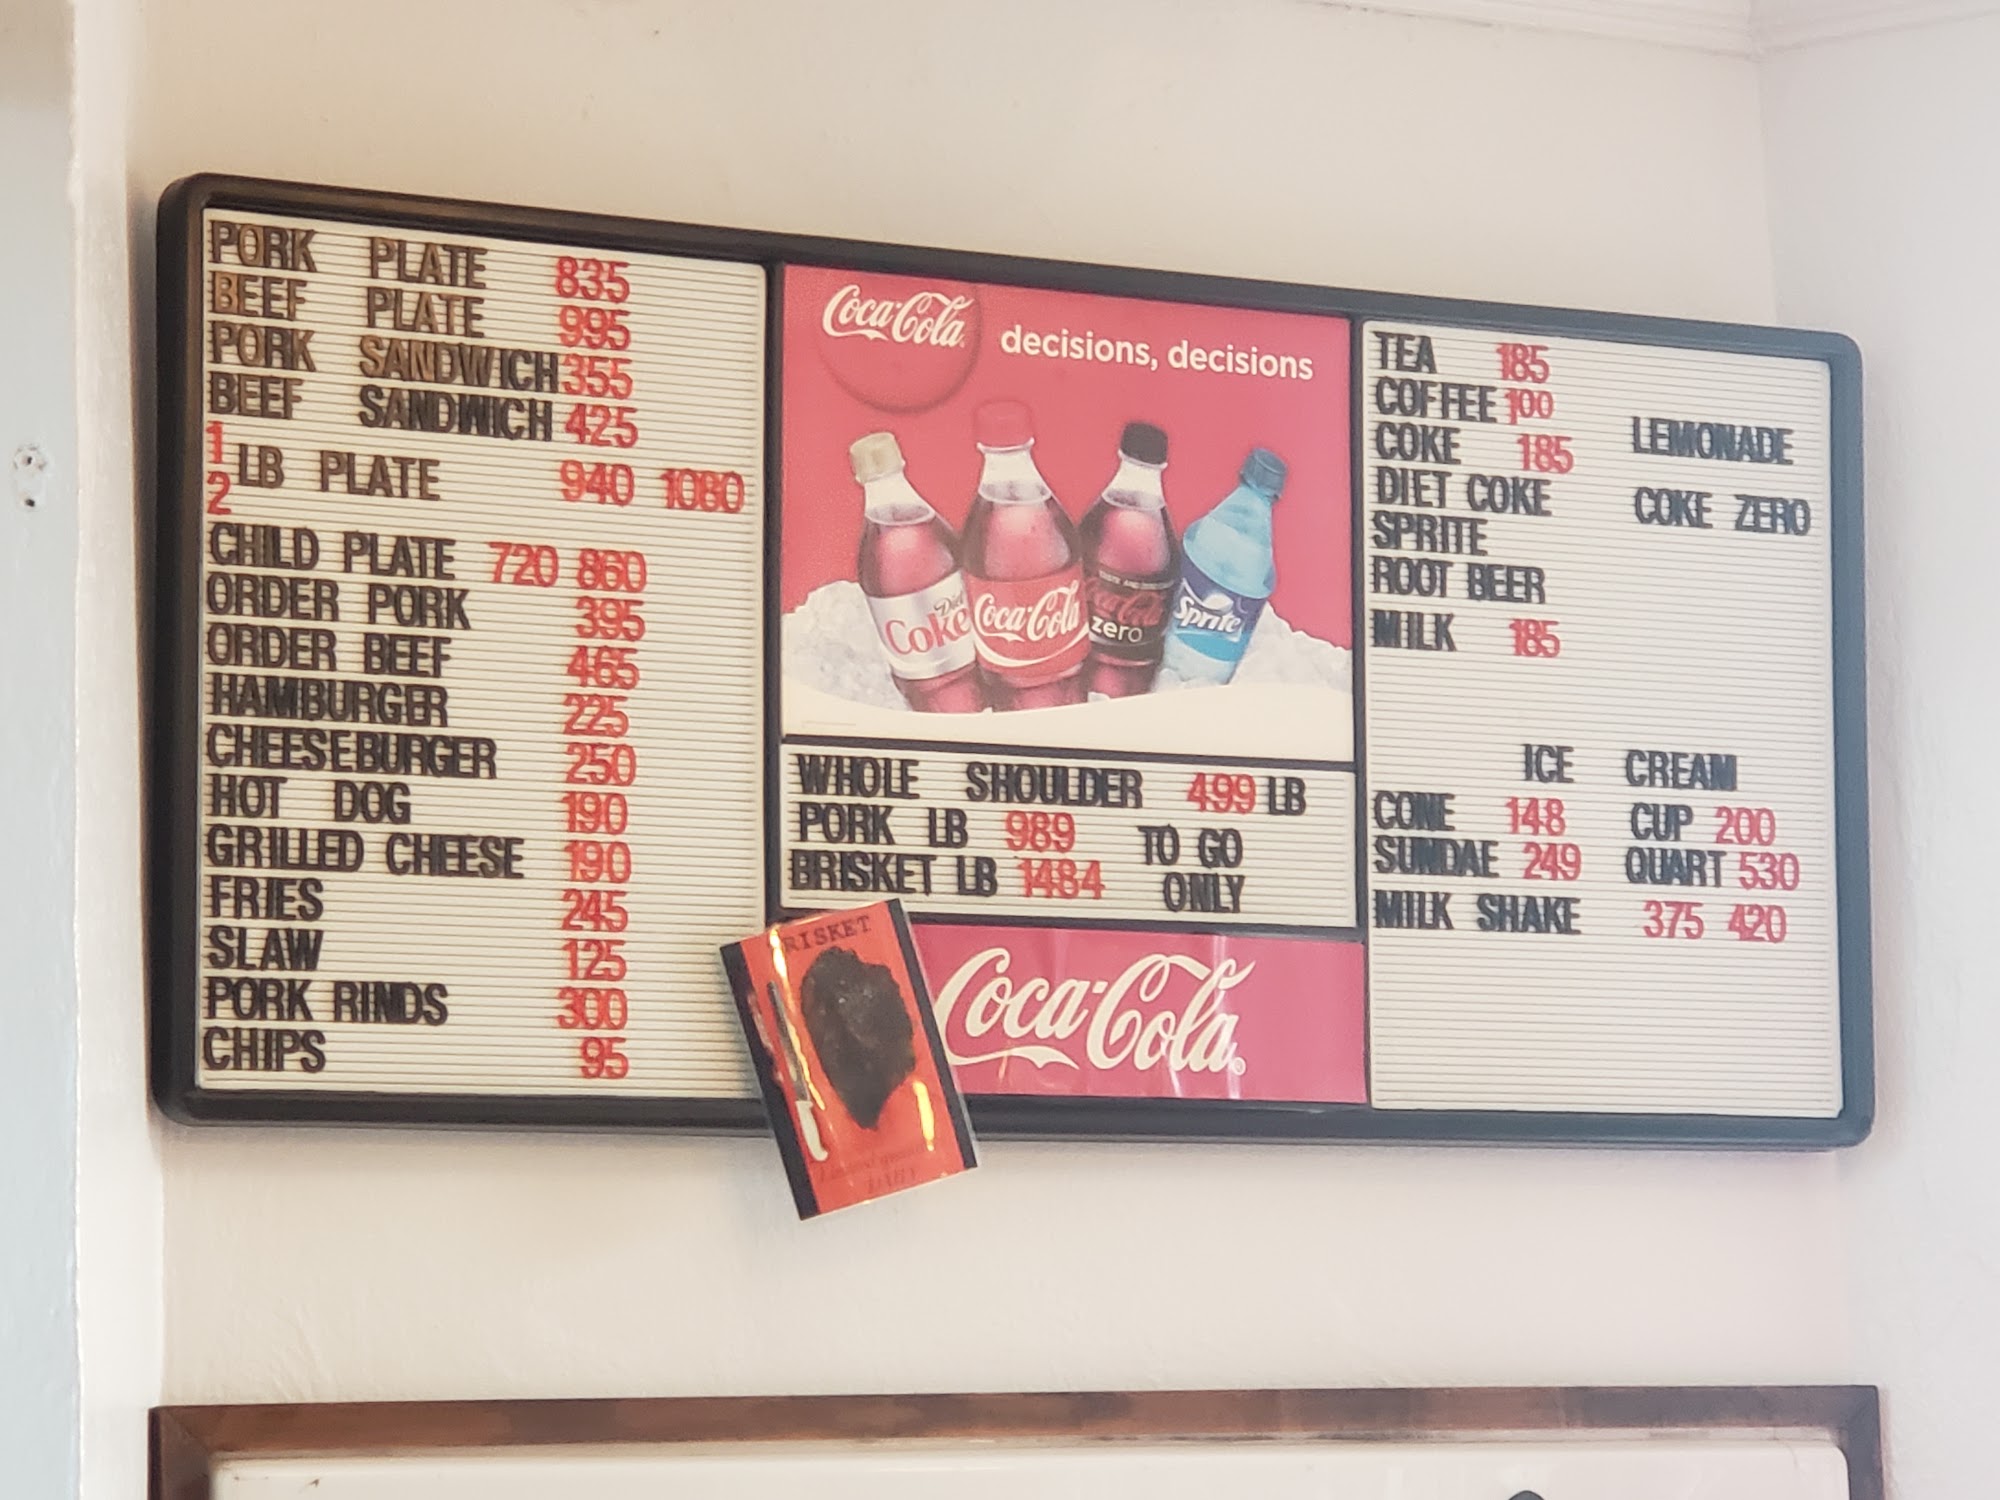 PORK PLATE 835
BEEF PLATE 995
PORK SANDWICH 355
BEEF SANDWICH 425
1
LB PLATE 940 1080
2
CHILD PLATE 720 860
ORDER PORK 395
ORDER BEEF 465
HAMBURGER 225
CHEESEBURGER 250
HOT DOG 190
GRILLED CHEESE 190
FRIES 245
SLAW 125
PORK RINDS 300
CHIPS 95
Coca-Cola
decisions, decisions
Diet
Coke
Coca-Cola
Coca-Cola
zero
Sprite
WHOLE SHOULDER 499 LB
PORK LB 989 TO GO
BRISKET LB 1484 ONLY
RISKET
DAILY
Coca-Cola
TEA 185
COFFEE 100
LEMONADE
COKE 185
DIET COKE
COKE ZERO
SPRITE
ROOT BEER
MILK 185
ICE CREAM
CONE 148 CUP 200
SUNDAE 249 QUART 530
MILK SHAKE 375 420